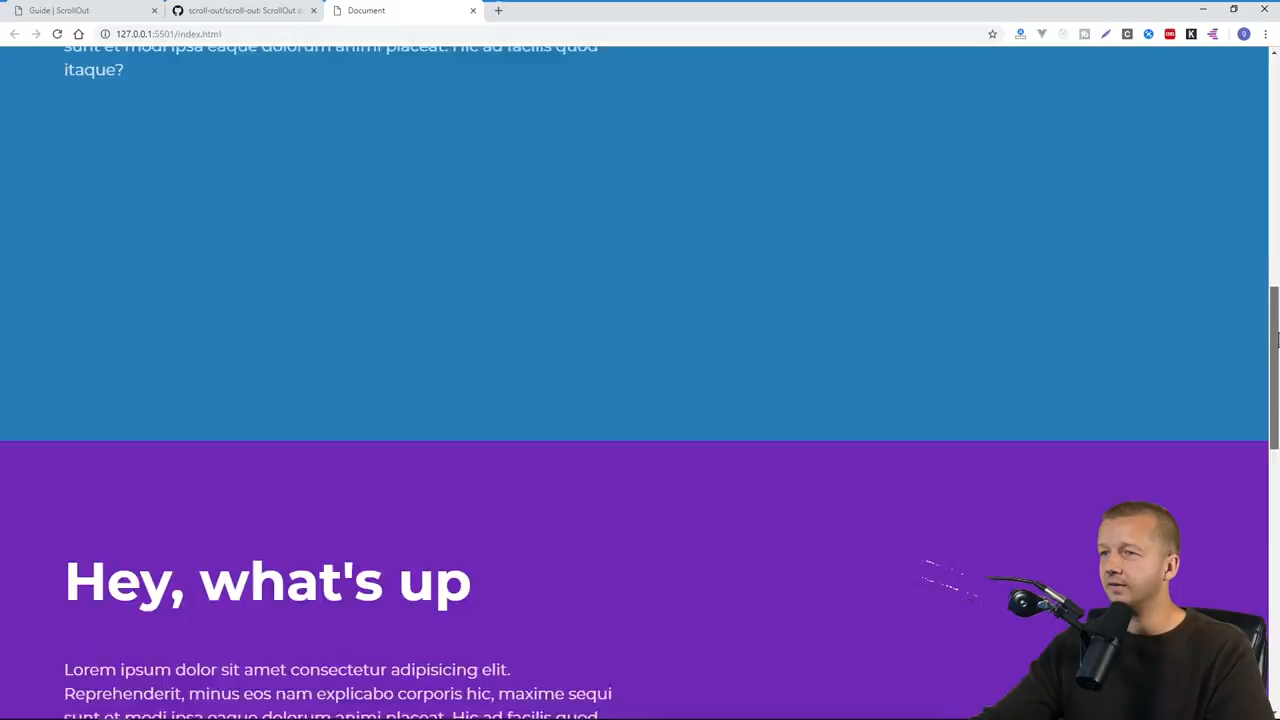 Guide | ScrollOut
scroll-out/scroll-out: ScrollOut d
Document
127.0.0.1:5501/index.html
sunt et modi ipsa eaque dolorum animi placeat. Hic ad facilis quod
itaque?
Hey, what's up
Lorem ipsum dolor sit amet consectetur adipisicing elit.
Reprehenderit, minus eos nam explicabo corporis hic, maxime sequi
sunt et modi ipsa eaque dolorum animi placeat. Hic ad facilis quod